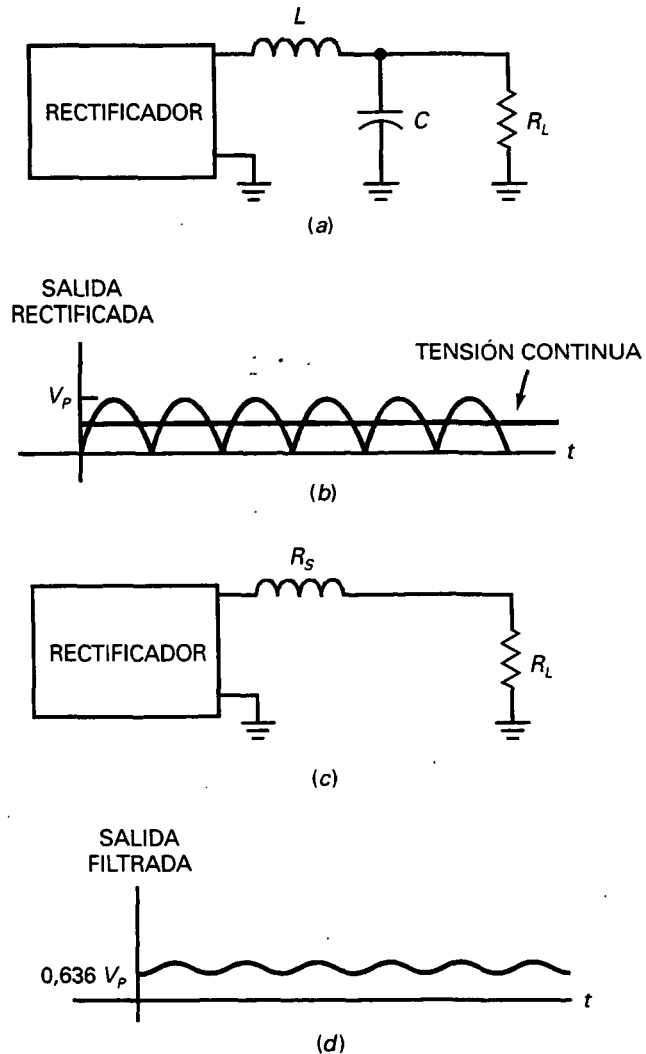 L
RECTIFICADOR
C
R_L
(a)
SALIDA
RECTIFICADA
TENSIÓN CONTINUA
V_P
t
(b)
R_S
RECTIFICADOR
R_L
(c)
SALIDA
FILTRADA
0,636 V_P
t
(d)